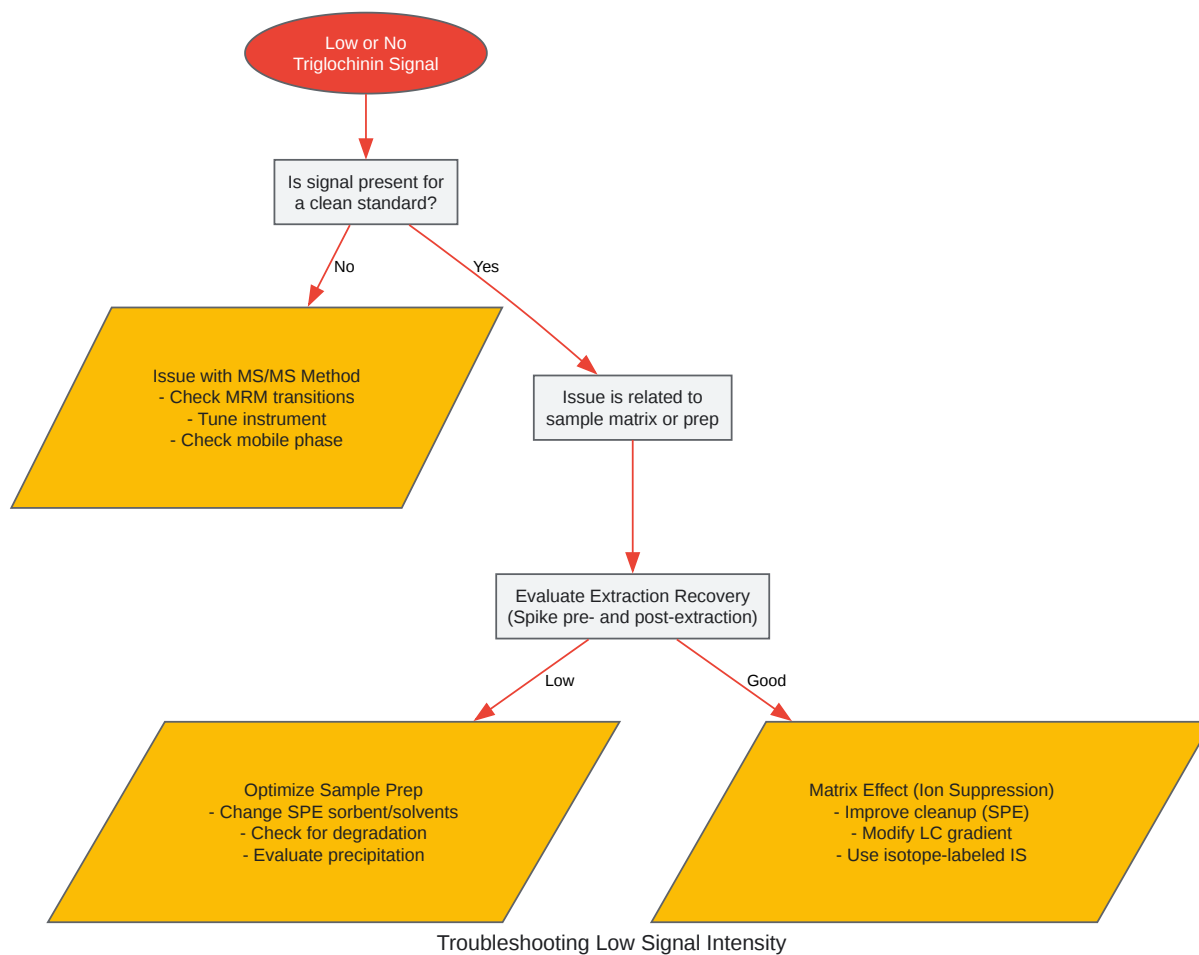 Low or No
Triglochinin Signal
Is signal present for
a clean standard?
No
Yes
Issue with MS/MS Method
- Check MRM transitions
- Tune instrument
- Check mobile phase
Issue is related to
sample matrix or prep
Evaluate Extraction Recovery
(Spike pre- and post-extraction)
Low
Good
Optimize Sample Prep
- Change SPE sorbent/solvents
- Check for degradation
- Evaluate precipitation
Matrix Effect (Ion Suppression)
- Improve cleanup (SPE)
- Modify LC gradient
- Use isotope-labeled IS
Troubleshooting Low Signal Intensity